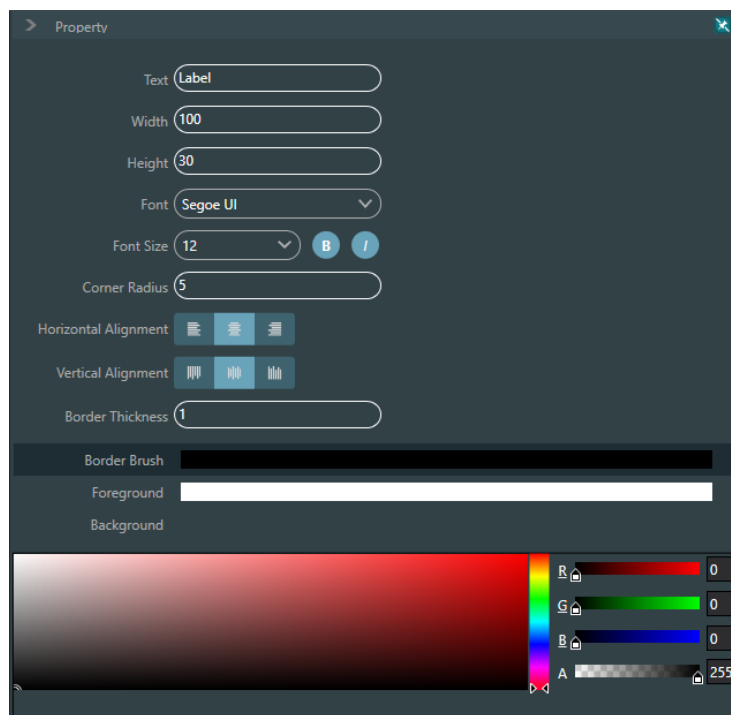 Property
Text Label
Width 100
Height 30
Font Segoe UI
Font Size 12 B I
Corner Radius 5
Horizontal Alignment
Vertical Alignment
Border Thickness 1
Border Brush
Foreground
Background
R 0
G 0
B 0
A 255